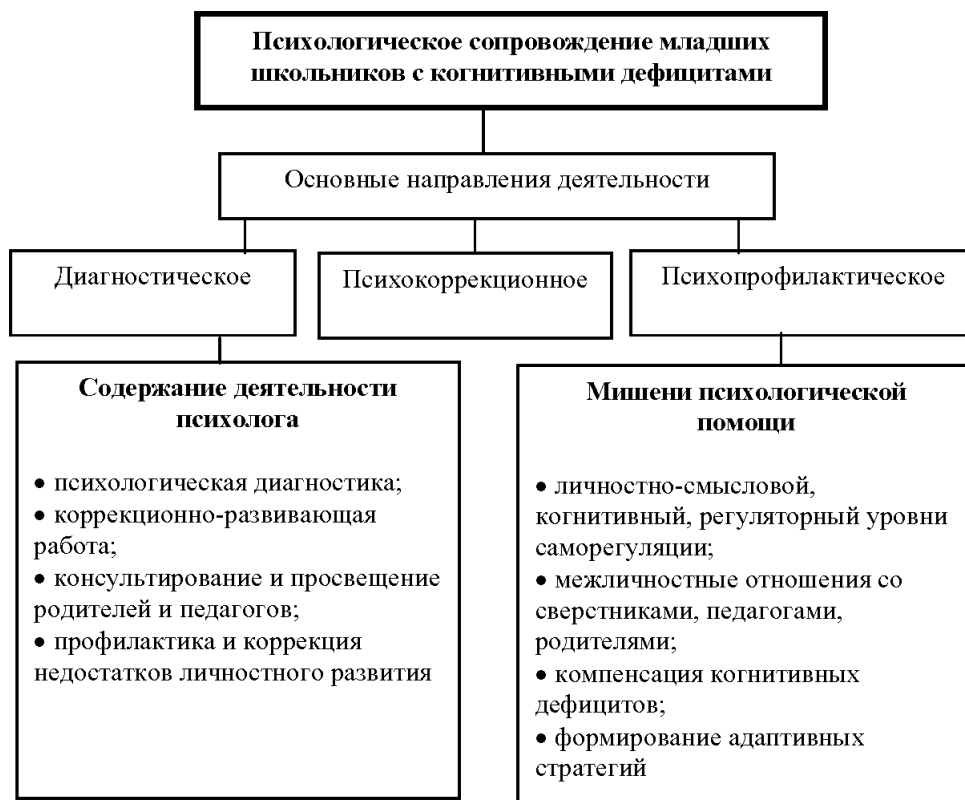 Психологическое сопровождение младших
школьников с когнитивными дефицитами
Основные направления деятельности
Диагностическое
Психокоррекционное
Психопрофилактическое
Содержание деятельности
психолога
• психологическая диагностика;
• коррекционно-развивающая
работа;
• консультирование и просвещение
родителей и педагогов;
• профилактика и коррекция
недостатков личностного развития
Мишени психологической
помощи
• личностно-смысловой,
когнитивный, регуляторный уровни
саморегуляции;
• межличностные отношения со
сверстниками, педагогами,
родителями;
• компенсация когнитивных
дефицитов;
• формирование адаптивных
стратегий